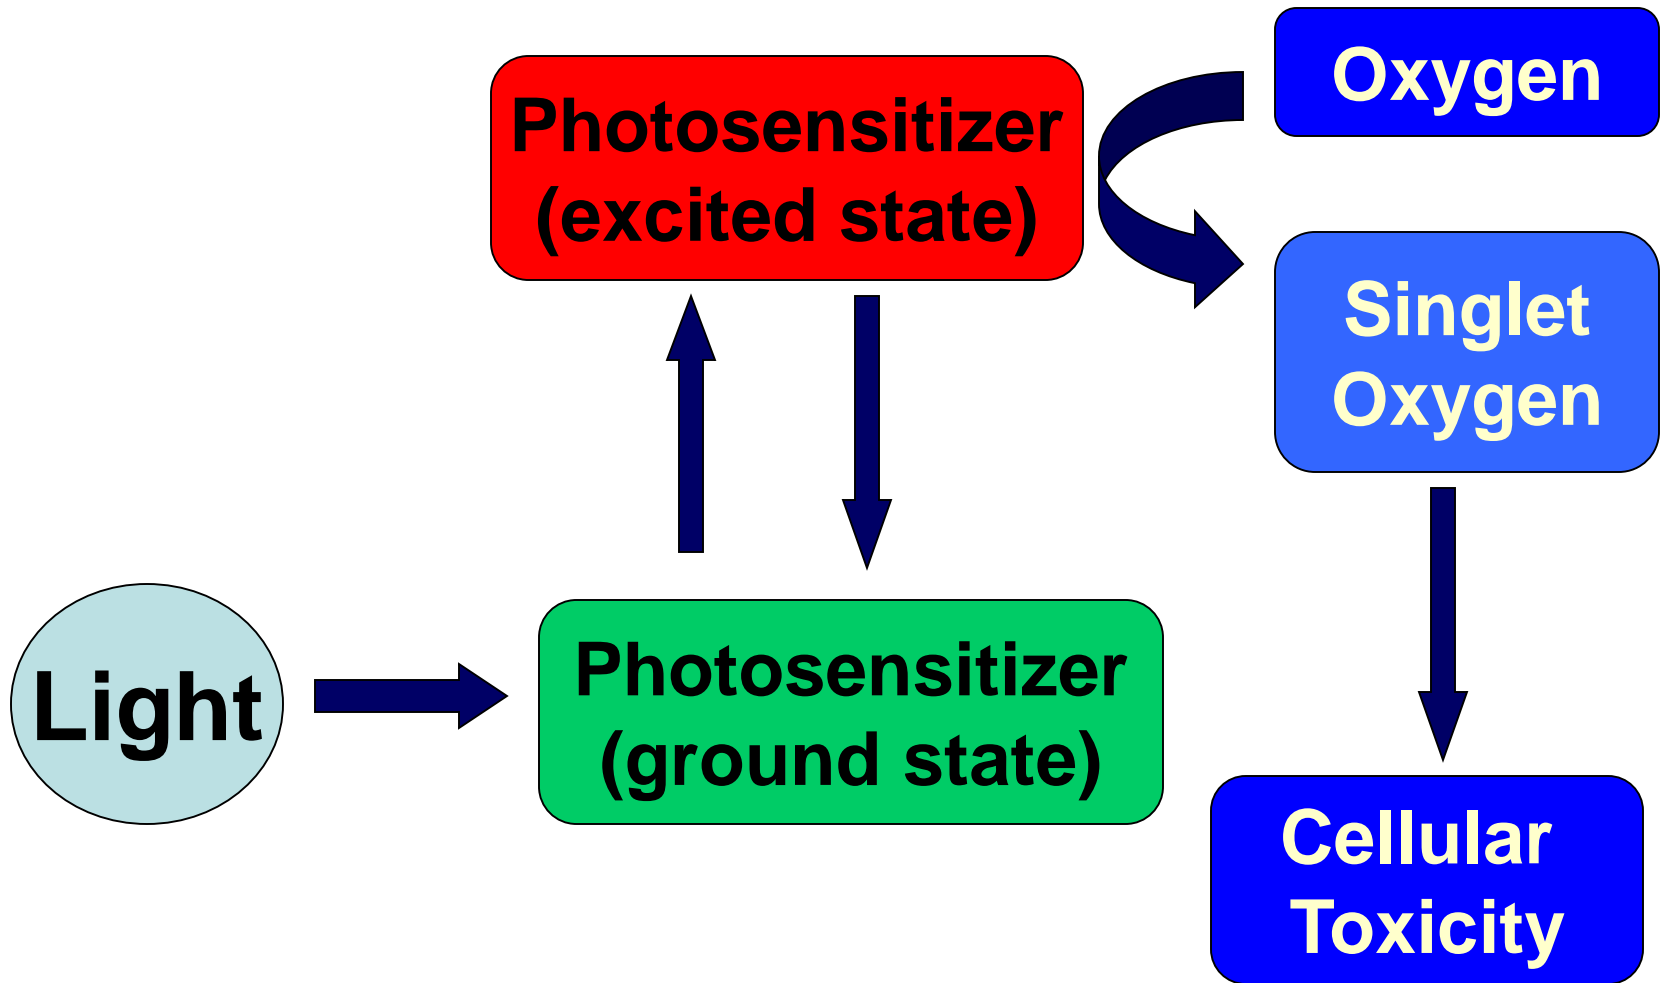 Photosensitizer
(excited state)
Oxygen
Singlet
Oxygen
Light
Photosensitizer
(ground state)
Cellular
Toxicity